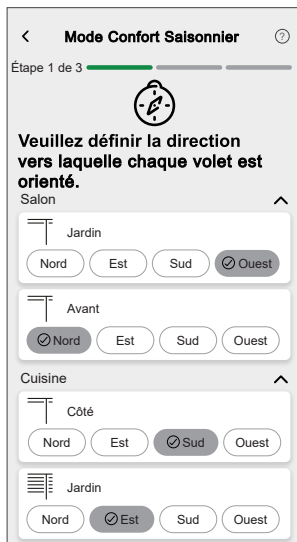 Mode Confort Saisonnier ?
Étape 1 de 3
Veuillez définir la direction
vers laquelle chaque volet est
orienté.
Salon
Jardin
Nord Est Sud Ouest
Avant
Nord Est Sud Ouest
Cuisine
Côté
Nord Est Sud Ouest
Jardin
Nord Est Sud Ouest